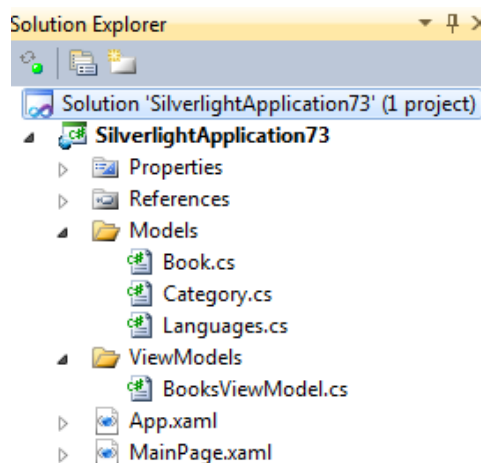 Solution Explorer
Solution 'SilverlightApplication73' (1 project)
SilverlightApplication73
Properties
References
Models
Book.cs
Category.cs
Languages.cs
ViewModels
BooksViewModel.cs
App.xaml
MainPage.xaml